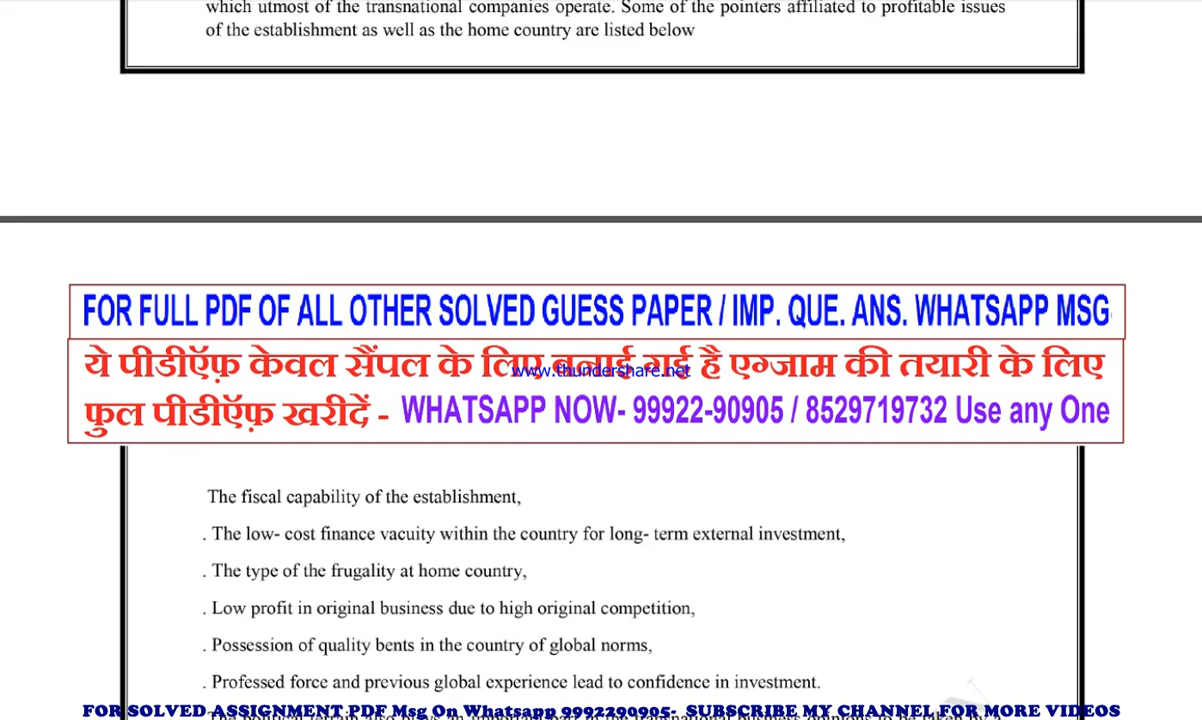 which utmost of the transnational companies operate. Some of the pointers affiliated to profitable issues
of the establishment as well as the home country are listed below
FOR FULL PDF OF ALL OTHER SOLVED GUESS PAPER / IMP. QUE. ANS. WHATSAPP MSG
ये पीडीऍफ़ केवल सैंपल के लिए बनाई गई है एग्जाम की तयारी के लिए
www.thundershare.net
फुल पीडीऍफ़ खरीदें - WHATSAPP NOW- 99922-90905 / 8529719732 Use any One
The fiscal capability of the establishment,
. The low- cost finance vacuity within the country for long- term external investment,
. The type of the frugality at home country,
. Low profit in original business due to high original competition,
. Possession of quality bents in the country of global norms,
. Professed force and previous global experience lead to confidence in investment.
FOR SOLVED ASSIGNMENT PDF Msg On Whatsapp 9992290905- SUBSCRIBE MY CHANNEL FOR MORE VIDEOS